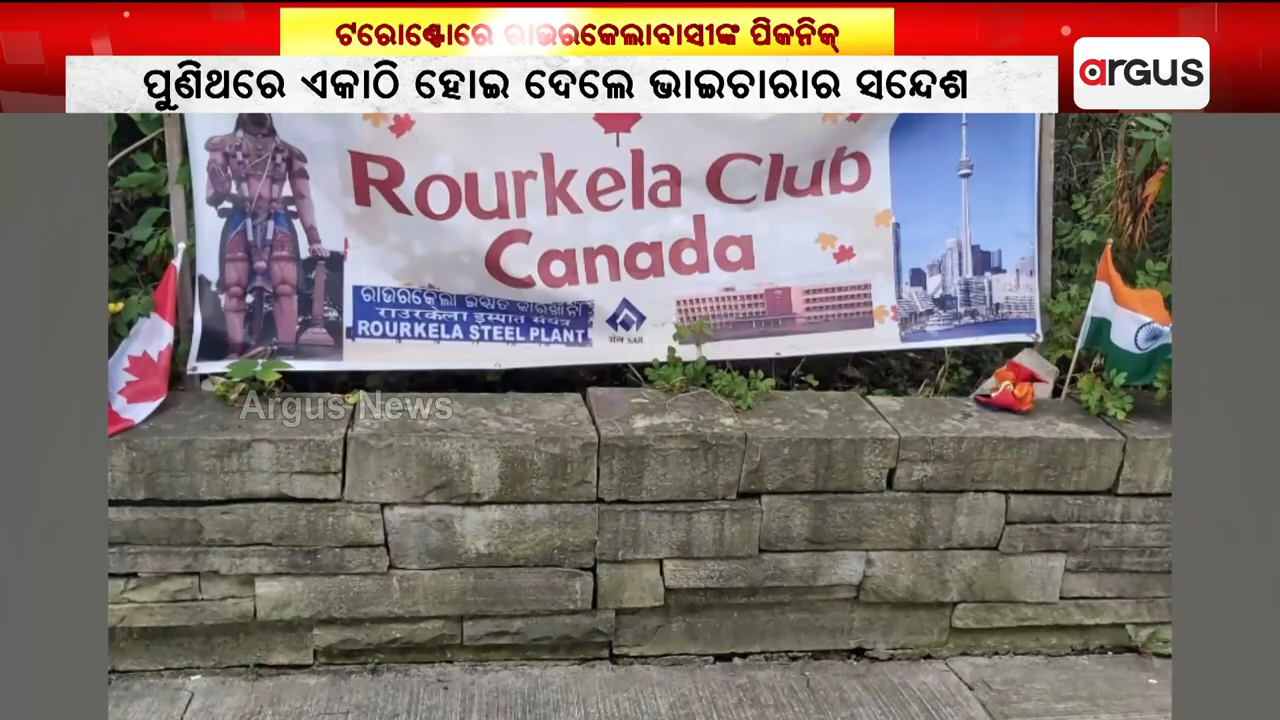 ଟରୋଣ୍ଟୋରେ ରାଉରକେଲାବାସୀଙ୍କ ପିକନିକ୍
ପୁଣିଥରେ ଏକାଠି ହୋଇ ଦେଲେ ଭାଇଚାରାର ସନ୍ଦେଶ
argus
Rourkela Club
Canada
ରାଉରକେଲା ଇସ୍ପାତ କାରଖାନା
राउरकेला इस्पात संयंत्र
ROURKELA STEEL PLANT
सेल SAIL
Argus News